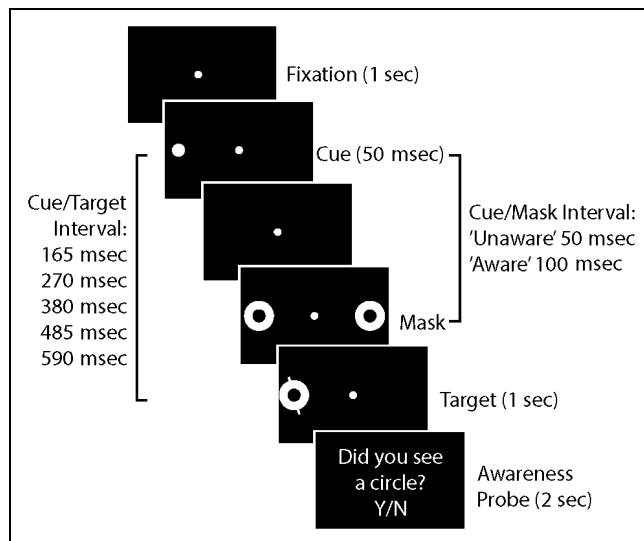 Fixation (1 sec)
Cue (50 msec)
Cue/Target
Interval:
165 msec
270 msec
380 msec
485 msec
590 msec
Cue/Mask Interval:
'Unaware' 50 msec
'Aware' 100 msec
Mask
Target (1 sec)
Did you see
a circle?
Y/N
Awareness
Probe (2 sec)